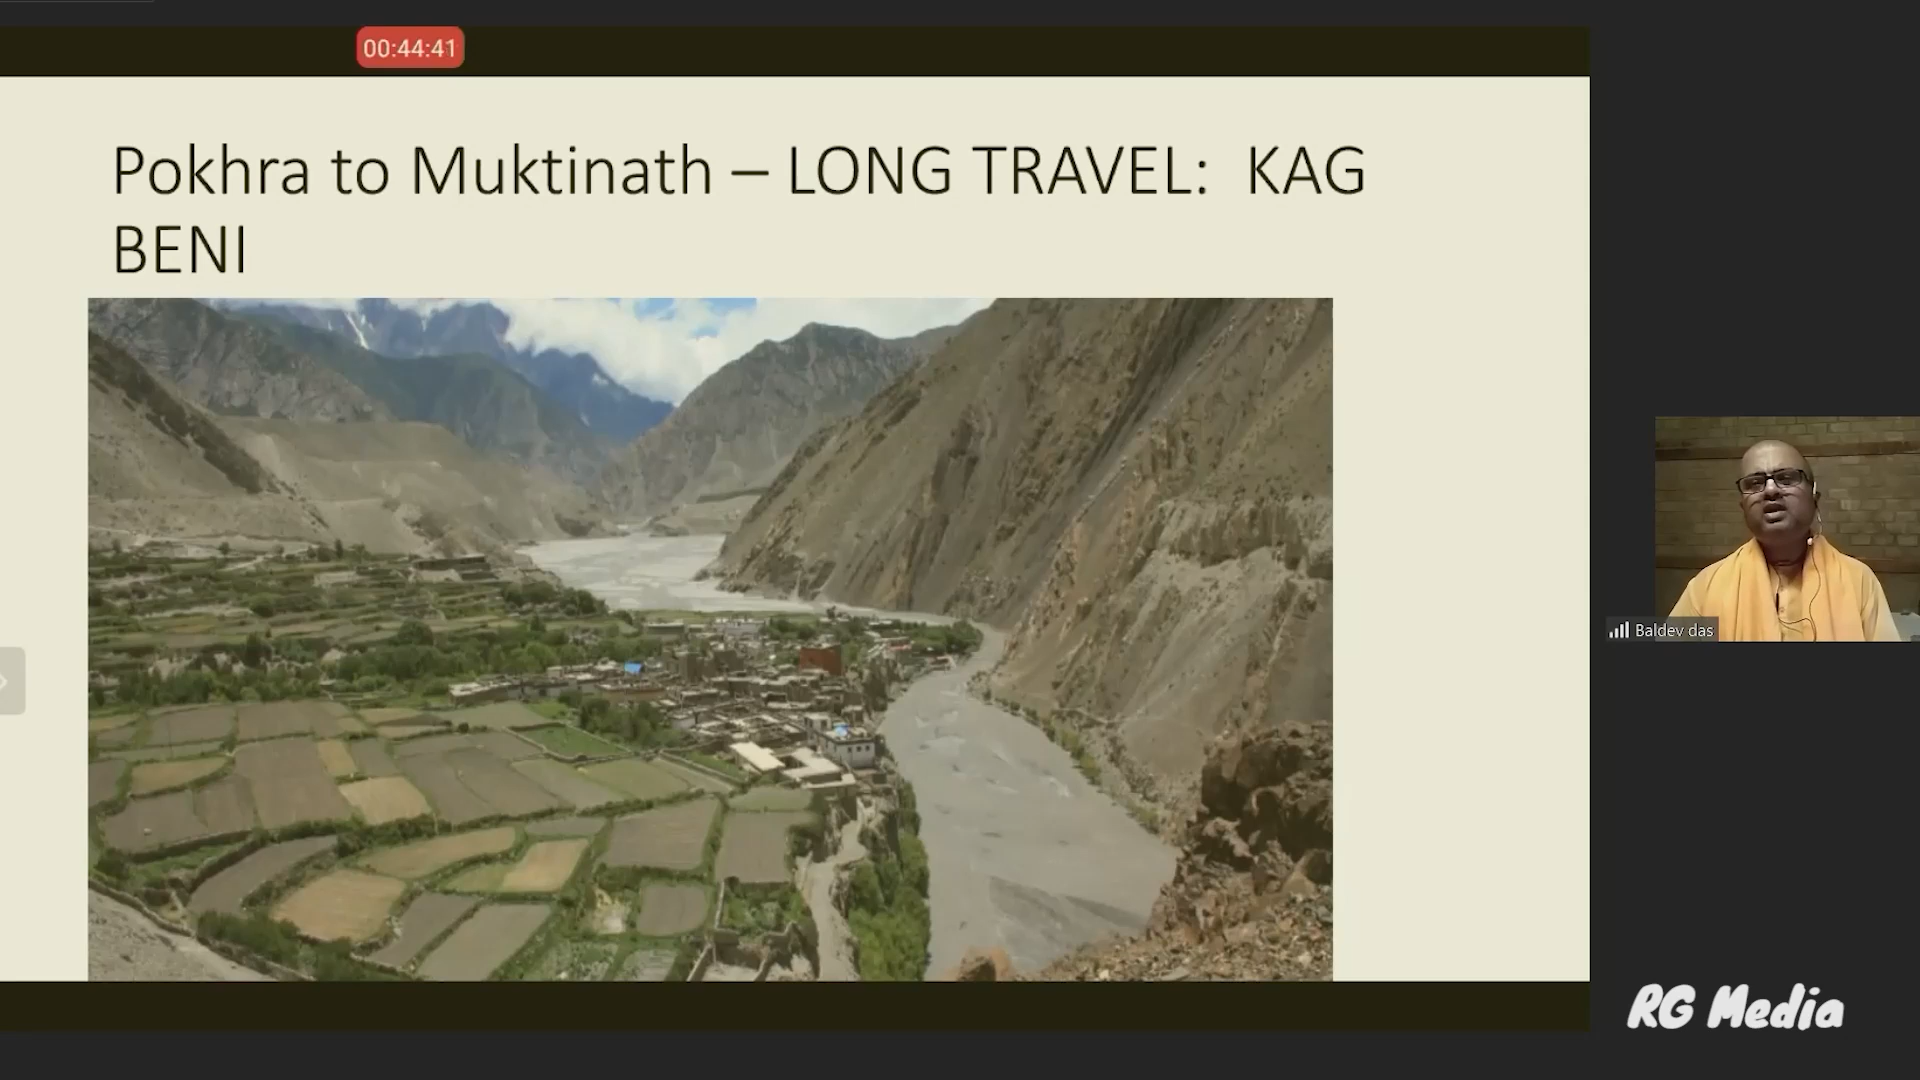 00:44:41
Pokhra to Muktinath – LONG TRAVEL: KAG
BENI
Baldev das
RG Media